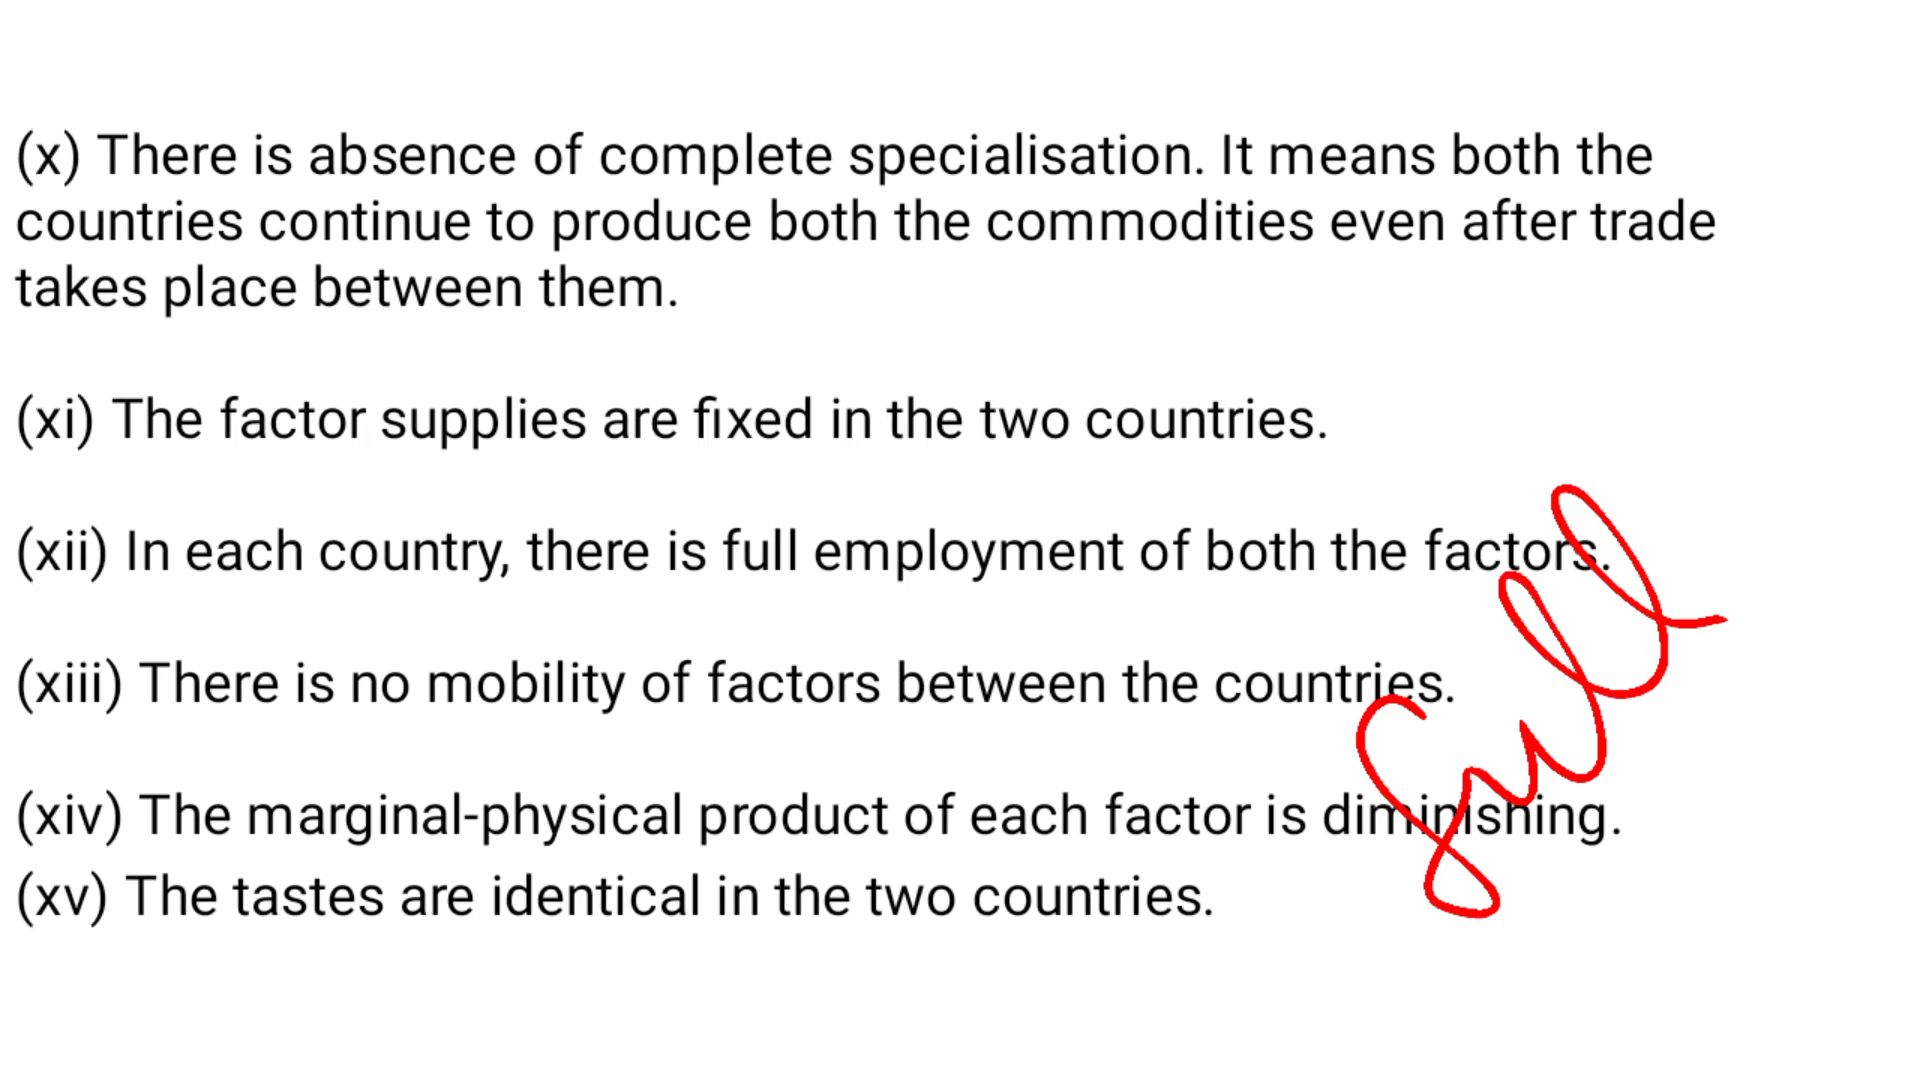 (x) There is absence of complete specialisation. It means both the
countries continue to produce both the commodities even after trade
takes place between them.
(xi) The factor supplies are fixed in the two countries.
(xii) In each country, there is full employment of both the factors.
(xiii) There is no mobility of factors between the countries.
(xiv) The marginal-physical product of each factor is diminishing.
(xv) The tastes are identical in the two countries.